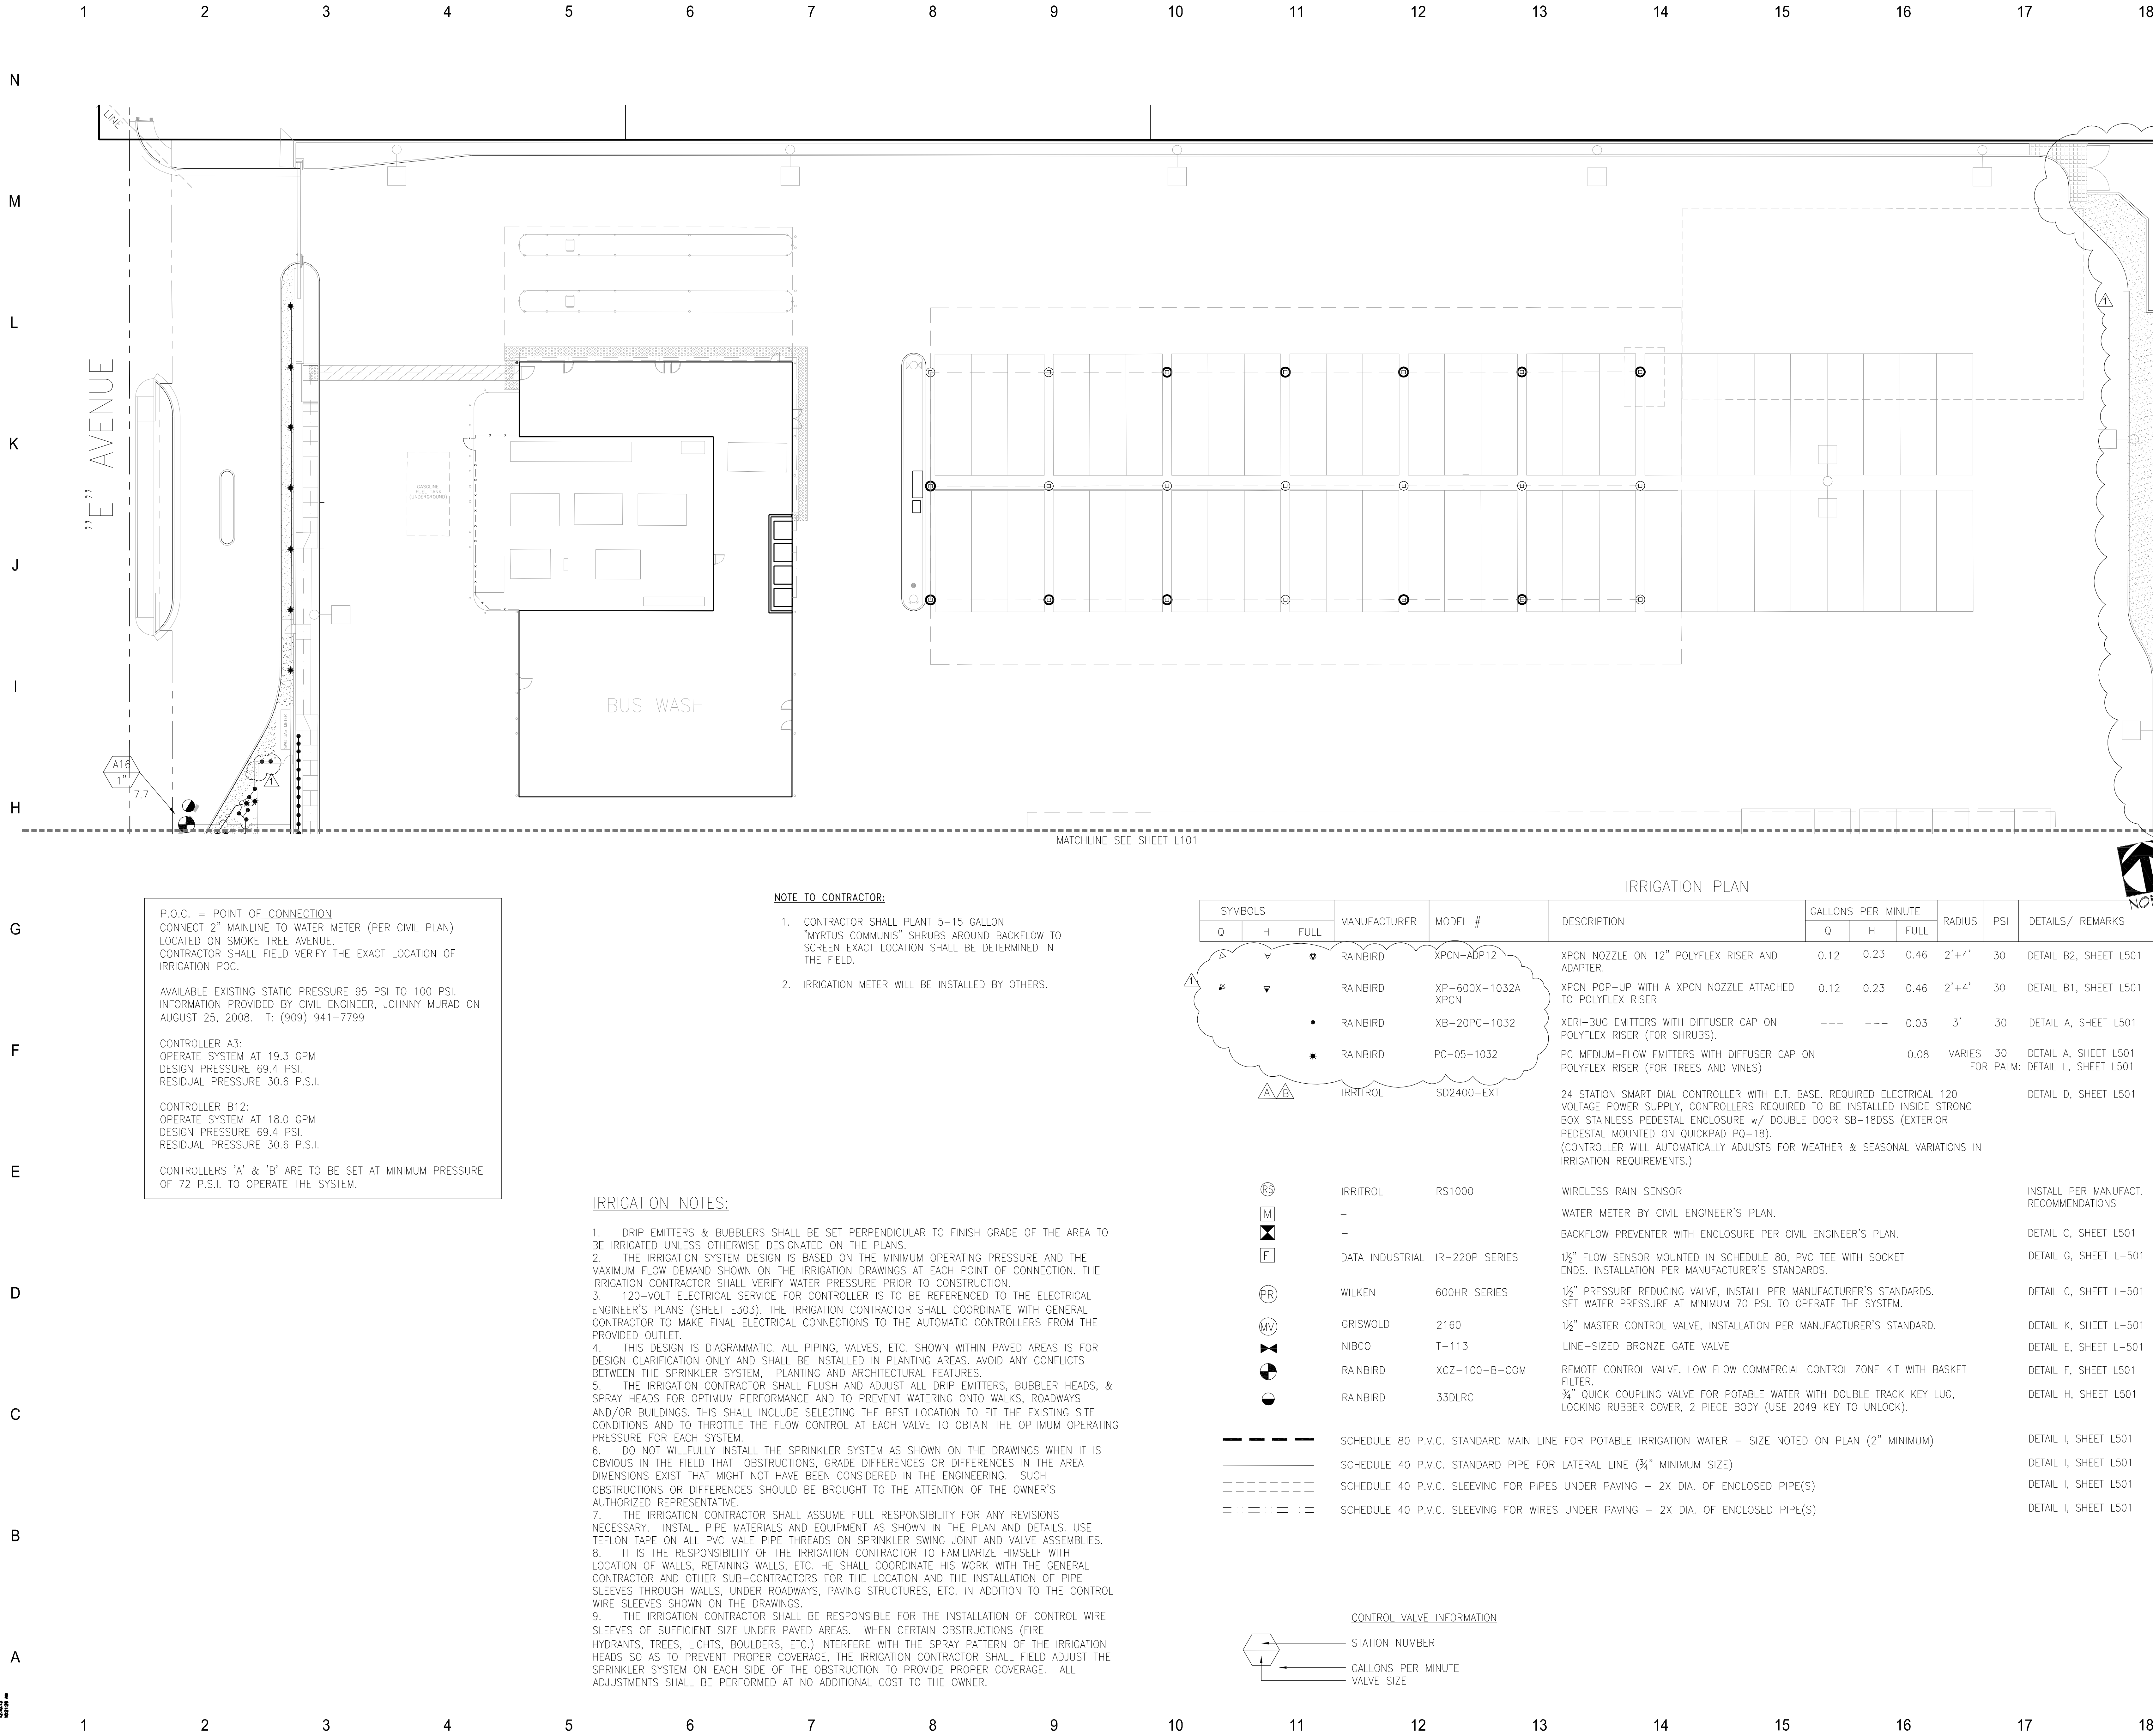 1 2 3 4 5 6 7 8 9 10 11 12 13 14 15 16 17 18
N
M
L
K
J
I
H
G
F
E
D
C
B
A
LINE
"E" AVENUE
GASOLINE
FUEL TANK
(UNDERGROUND)
BUS WASH
A16
1"
7.7
1
1
MATCHLINE SEE SHEET L101
P.O.C. = POINT OF CONNECTION
CONNECT 2" MAINLINE TO WATER METER (PER CIVIL PLAN)
LOCATED ON SMOKE TREE AVENUE.
CONTRACTOR SHALL FIELD VERIFY THE EXACT LOCATION OF
IRRIGATION POC.
AVAILABLE EXISTING STATIC PRESSURE 95 PSI TO 100 PSI.
INFORMATION PROVIDED BY CIVIL ENGINEER, JOHNNY MURAD ON
AUGUST 25, 2008. T: (909) 941-7799
CONTROLLER A3:
OPERATE SYSTEM AT 19.3 GPM
DESIGN PRESSURE 69.4 PSI.
RESIDUAL PRESSURE 30.6 P.S.I.
CONTROLLER B12:
OPERATE SYSTEM AT 18.0 GPM
DESIGN PRESSURE 69.4 PSI.
RESIDUAL PRESSURE 30.6 P.S.I.
CONTROLLERS 'A' & 'B' ARE TO BE SET AT MINIMUM PRESSURE
OF 72 P.S.I. TO OPERATE THE SYSTEM.
NOTE TO CONTRACTOR:
1. CONTRACTOR SHALL PLANT 5-15 GALLON
"MYRTUS COMMUNIS" SHRUBS AROUND BACKFLOW TO
SCREEN EXACT LOCATION SHALL BE DETERMINED IN
THE FIELD.
2. IRRIGATION METER WILL BE INSTALLED BY OTHERS.
IRRIGATION NOTES:
1. DRIP EMITTERS & BUBBLERS SHALL BE SET PERPENDICULAR TO FINISH GRADE OF THE AREA TO
BE IRRIGATED UNLESS OTHERWISE DESIGNATED ON THE PLANS.
2. THE IRRIGATION SYSTEM DESIGN IS BASED ON THE MINIMUM OPERATING PRESSURE AND THE
MAXIMUM FLOW DEMAND SHOWN ON THE IRRIGATION DRAWINGS AT EACH POINT OF CONNECTION. THE
IRRIGATION CONTRACTOR SHALL VERIFY WATER PRESSURE PRIOR TO CONSTRUCTION.
3. 120-VOLT ELECTRICAL SERVICE FOR CONTROLLER IS TO BE REFERENCED TO THE ELECTRICAL
ENGINEER'S PLANS (SHEET E303). THE IRRIGATION CONTRACTOR SHALL COORDINATE WITH GENERAL
CONTRACTOR TO MAKE FINAL ELECTRICAL CONNECTIONS TO THE AUTOMATIC CONTROLLERS FROM THE
PROVIDED OUTLET.
4. THIS DESIGN IS DIAGRAMMATIC. ALL PIPING, VALVES, ETC. SHOWN WITHIN PAVED AREAS IS FOR
DESIGN CLARIFICATION ONLY AND SHALL BE INSTALLED IN PLANTING AREAS. AVOID ANY CONFLICTS
BETWEEN THE SPRINKLER SYSTEM, PLANTING AND ARCHITECTURAL FEATURES.
5. THE IRRIGATION CONTRACTOR SHALL FLUSH AND ADJUST ALL DRIP EMITTERS, BUBBLER HEADS, &
SPRAY HEADS FOR OPTIMUM PERFORMANCE AND TO PREVENT WATERING ONTO WALKS, ROADWAYS
AND/OR BUILDINGS. THIS SHALL INCLUDE SELECTING THE BEST LOCATION TO FIT THE EXISTING SITE
CONDITIONS AND TO THROTTLE THE FLOW CONTROL AT EACH VALVE TO OBTAIN THE OPTIMUM OPERATING
PRESSURE FOR EACH SYSTEM.
6. DO NOT WILLFULLY INSTALL THE SPRINKLER SYSTEM AS SHOWN ON THE DRAWINGS WHEN IT IS
OBVIOUS IN THE FIELD THAT OBSTRUCTIONS, GRADE DIFFERENCES OR DIFFERENCES IN THE AREA
DIMENSIONS EXIST THAT MIGHT NOT HAVE BEEN CONSIDERED IN THE ENGINEERING. SUCH
OBSTRUCTIONS OR DIFFERENCES SHOULD BE BROUGHT TO THE ATTENTION OF THE OWNER'S
AUTHORIZED REPRESENTATIVE.
7. THE IRRIGATION CONTRACTOR SHALL ASSUME FULL RESPONSIBILITY FOR ANY REVISIONS
NECESSARY. INSTALL PIPE MATERIALS AND EQUIPMENT AS SHOWN IN THE PLAN AND DETAILS. USE
TEFLON TAPE ON ALL PVC MALE PIPE THREADS ON SPRINKLER SWING JOINT AND VALVE ASSEMBLIES.
8. IT IS THE RESPONSIBILITY OF THE IRRIGATION CONTRACTOR TO FAMILIARIZE HIMSELF WITH
LOCATION OF WALLS, RETAINING WALLS, ETC. HE SHALL COORDINATE HIS WORK WITH THE GENERAL
CONTRACTOR AND OTHER SUB-CONTRACTORS FOR THE LOCATION AND THE INSTALLATION OF PIPE
SLEEVES THROUGH WALLS, UNDER ROADWAYS, PAVING STRUCTURES, ETC. IN ADDITION TO THE CONTROL
WIRE SLEEVES SHOWN ON THE DRAWINGS.
9. THE IRRIGATION CONTRACTOR SHALL BE RESPONSIBLE FOR THE INSTALLATION OF CONTROL WIRE
SLEEVES OF SUFFICIENT SIZE UNDER PAVED AREAS. WHEN CERTAIN OBSTRUCTIONS (FIRE
HYDRANTS, TREES, LIGHTS, BOULDERS, ETC.) INTERFERE WITH THE SPRAY PATTERN OF THE IRRIGATION
HEADS SO AS TO PREVENT PROPER COVERAGE, THE IRRIGATION CONTRACTOR SHALL FIELD ADJUST THE
SPRINKLER SYSTEM ON EACH SIDE OF THE OBSTRUCTION TO PROVIDE PROPER COVERAGE. ALL
ADJUSTMENTS SHALL BE PERFORMED AT NO ADDITIONAL COST TO THE OWNER.
IRRIGATION PLAN
SYMBOLS MANUFACTURER MODEL # DESCRIPTION GALLONS PER MINUTE RADIUS PSI DETAILS/ REMARKS
Q H FULL Q H FULL
RAINBIRD XPCN-ADP12 XPCN NOZZLE ON 12" POLYFLEX RISER AND 0.12 0.23 0.46 2'+4' 30 DETAIL B2, SHEET L501
ADAPTER.
1 RAINBIRD XP-600X-1032A XPCN POP-UP WITH A XPCN NOZZLE ATTACHED 0.12 0.23 0.46 2'+4' 30 DETAIL B1, SHEET L501
XPCN TO POLYFLEX RISER
RAINBIRD XB-20PC-1032 XERI-BUG EMITTERS WITH DIFFUSER CAP ON --- --- 0.03 3' 30 DETAIL A, SHEET L501
POLYFLEX RISER (FOR SHRUBS).
RAINBIRD PC-05-1032 PC MEDIUM-FLOW EMITTERS WITH DIFFUSER CAP ON 0.08 VARIES 30 DETAIL A, SHEET L501
POLYFLEX RISER (FOR TREES AND VINES) FOR PALM: DETAIL L, SHEET L501
A B IRRITROL SD2400-EXT 24 STATION SMART DIAL CONTROLLER WITH E.T. BASE. REQUIRED ELECTRICAL 120 DETAIL D, SHEET L501
VOLTAGE POWER SUPPLY, CONTROLLERS REQUIRED TO BE INSTALLED INSIDE STRONG
BOX STAINLESS PEDESTAL ENCLOSURE w/ DOUBLE DOOR SB-18DSS (EXTERIOR
PEDESTAL MOUNTED ON QUICKPAD PQ-18).
(CONTROLLER WILL AUTOMATICALLY ADJUSTS FOR WEATHER & SEASONAL VARIATIONS IN
IRRIGATION REQUIREMENTS.)
RS IRRITROL RS1000 WIRELESS RAIN SENSOR INSTALL PER MANUFACT.
RECOMMENDATIONS
M - WATER METER BY CIVIL ENGINEER'S PLAN.
- BACKFLOW PREVENTER WITH ENCLOSURE PER CIVIL ENGINEER'S PLAN. DETAIL C, SHEET L501
F DATA INDUSTRIAL IR-220P SERIES 1½" FLOW SENSOR MOUNTED IN SCHEDULE 80, PVC TEE WITH SOCKET DETAIL G, SHEET L-501
ENDS. INSTALLATION PER MANUFACTURER'S STANDARDS.
PR WILKEN 600HR SERIES 1½" PRESSURE REDUCING VALVE, INSTALL PER MANUFACTURER'S STANDARDS. DETAIL C, SHEET L-501
SET WATER PRESSURE AT MINIMUM 70 PSI. TO OPERATE THE SYSTEM.
MV GRISWOLD 2160 1½" MASTER CONTROL VALVE, INSTALLATION PER MANUFACTURER'S STANDARD. DETAIL K, SHEET L-501
NIBCO T-113 LINE-SIZED BRONZE GATE VALVE DETAIL E, SHEET L-501
RAINBIRD XCZ-100-B-COM REMOTE CONTROL VALVE. LOW FLOW COMMERCIAL CONTROL ZONE KIT WITH BASKET DETAIL F, SHEET L501
FILTER.
RAINBIRD 33DLRC ¾" QUICK COUPLING VALVE FOR POTABLE WATER WITH DOUBLE TRACK KEY LUG, DETAIL H, SHEET L501
LOCKING RUBBER COVER, 2 PIECE BODY (USE 2049 KEY TO UNLOCK).
SCHEDULE 80 P.V.C. STANDARD MAIN LINE FOR POTABLE IRRIGATION WATER - SIZE NOTED ON PLAN (2" MINIMUM) DETAIL I, SHEET L501
SCHEDULE 40 P.V.C. STANDARD PIPE FOR LATERAL LINE (¾" MINIMUM SIZE) DETAIL I, SHEET L501
SCHEDULE 40 P.V.C. SLEEVING FOR PIPES UNDER PAVING - 2X DIA. OF ENCLOSED PIPE(S) DETAIL I, SHEET L501
SCHEDULE 40 P.V.C. SLEEVING FOR WIRES UNDER PAVING - 2X DIA. OF ENCLOSED PIPE(S) DETAIL I, SHEET L501
CONTROL VALVE INFORMATION
STATION NUMBER
GALLONS PER MINUTE
VALVE SIZE
1 2 3 4 5 6 7 8 9 10 11 12 13 14 15 16 17 18